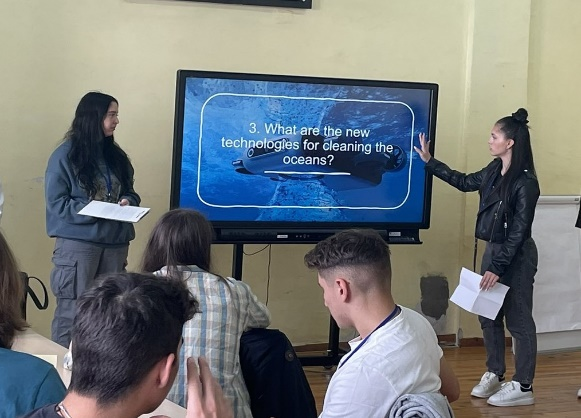 3. What are the new
technologies for cleaning the
oceans?